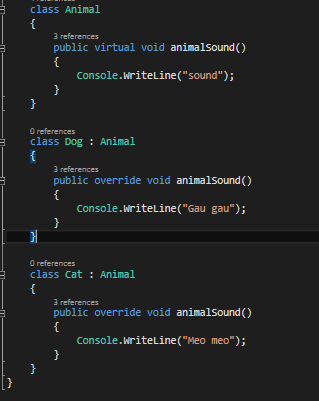 class Animal
{
3 references
public virtual void animalSound()
{
Console.WriteLine("sound");
}
}
0 references
class Dog : Animal
{
3 references
public override void animalSound()
{
Console.WriteLine("Gau gau");
}
}
0 references
class Cat : Animal
{
3 references
public override void animalSound()
{
Console.WriteLine("Meo meo");
}
}
}